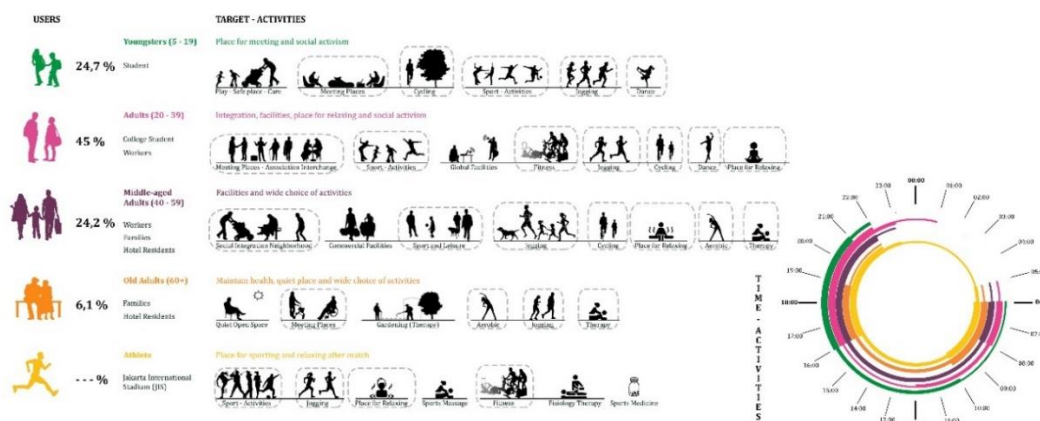 USERS
TARGET - ACTIVITIES
Youngsters (5 - 19)
Place for meeting and social activism
24,7 %
Student
Play - Safe place - Care
Meeting Places
Cycling
Sport - Activities
Jogging
Dance
Adults (20 - 39)
Integration, facilities, place for relaxing and social activism
45 %
College Student
Workers
Meeting Places - Association Interchange
Sport - Activities
Global Facilities
Fitness
Jogging
Cycling
Dance
Place for Relaxing
Middle-aged
Adults (40 - 59)
Facilities and wide choice of activities
24,2 %
Workers
Families
Hotel Residents
Social Integration Neighborhood
Commercial Facilities
Sport and Leisure
Jogging
Cycling
Place for Relaxing
Aerobic
Therapy
Old Adults (60+)
Maintain health, quiet place and wide choice of activities
6,1 %
Families
Hotel Residents
Quiet Open Space
Meeting Places
Gardening (Therapy)
Aerobic
Jogging
Therapy
Athlete
Place for sporting and relaxing after match
--- %
Jakarta International
Stadium (JIS)
Sport - Activities
Jogging
Place for Relaxing
Sports Massage
Fitness
Fisiology Therapy
Sports Medicine
TIME - ACTIVITIES
00:00
01:00
02:00
03:00
04:00
07:00
08:00
09:00
10:00
14:00
15:00
16:00
17:00
18:00
19:00
20:00
21:00
22:00
23:00